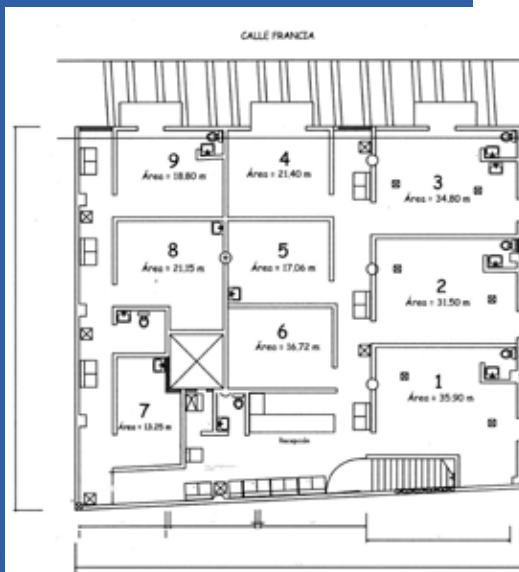 CALLE FRANCIA
9
Área = 18.80 m
4
Área = 21.40 m
3
Área = 34.80 m
8
Área = 21,15 m
5
Área = 17.06 m
2
Área = 31.50 m
6
Área = 16.72 m
1
Área = 35.90 m
7
Área = 13.25 m
Recepción